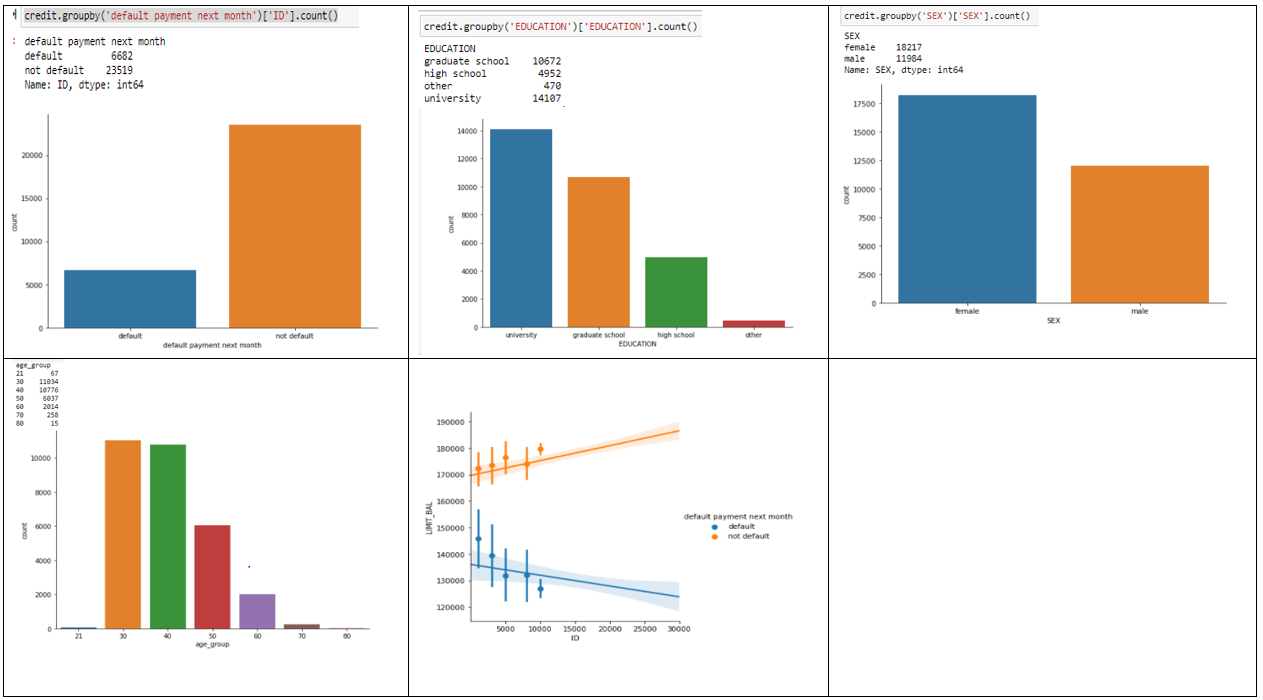 credit.groupby('default payment next month')['ID'].count()
: default payment next month
default 6682
not default 23519
Name: ID, dtype: int64
20000
15000
10000
5000
0
count
default not default
default payment next month
credit.groupby('EDUCATION')['EDUCATION'].count()
EDUCATION
graduate school 10672
high school 4952
other 470
university 14107
14000
12000
10000
8000
6000
4000
2000
0
count
university graduate school high school other
EDUCATION
credit.groupby('SEX')['SEX'].count()
SEX
female 18217
male 11984
Name: SEX, dtype: int64
17500
15000
12500
10000
7500
5000
2500
0
count
female male
SEX
age_group
21 67
30 11034
40 10776
50 6037
60 2014
70 258
80 15
10000
8000
6000
4000
2000
0
count
21 30 40 50 60 70 80
age_group
190000
180000
170000
160000
150000
140000
130000
120000
LIMIT_BAL
5000 10000 15000 20000 25000 30000
ID
default payment next month
default
not default